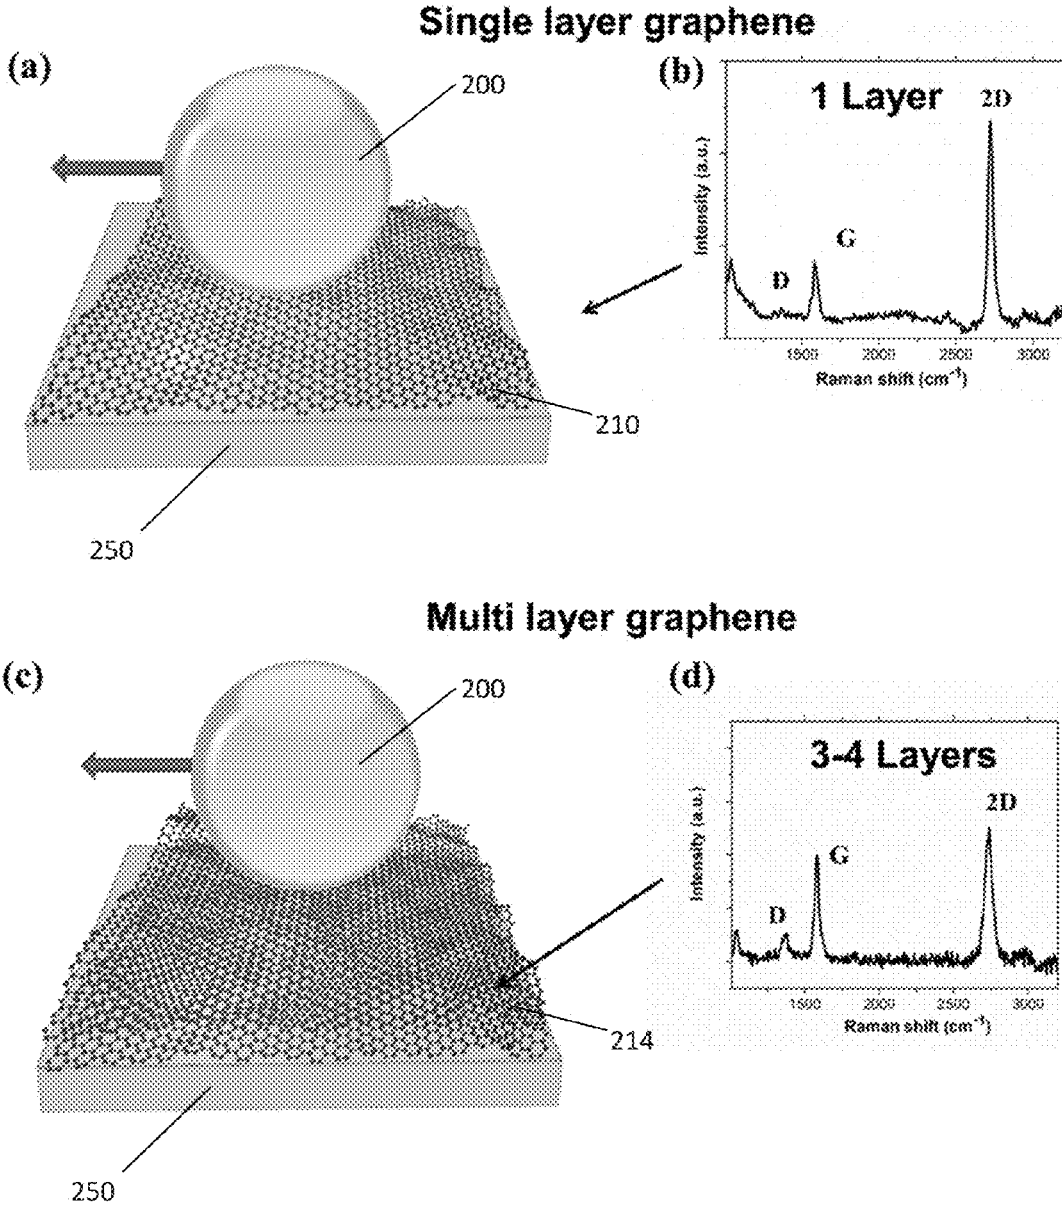 Single layer graphene
(a)
200
210
250
(b)
1 Layer
2D
G
D
Intensity (a.u.)
1500 2000 2500 3000
Raman shift (cm⁻¹)
Multi layer graphene
(c)
200
214
250
(d)
3-4 Layers
2D
G
D
Intensity (a.u.)
1500 2000 2500 3000
Raman shift (cm⁻¹)